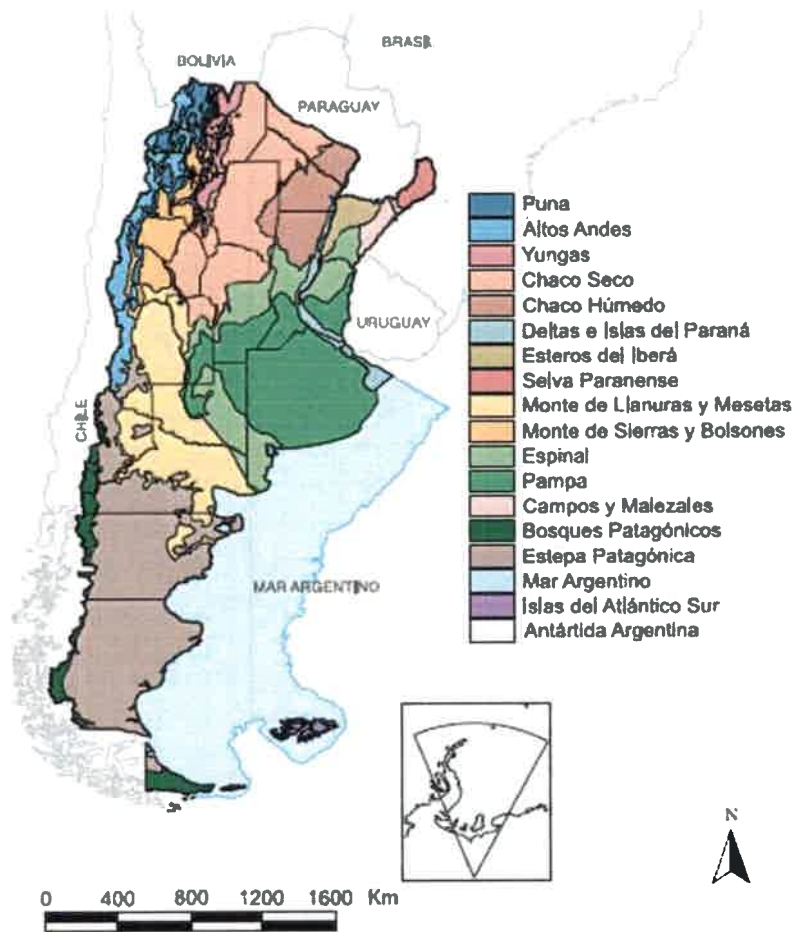 BRASIL
BOLIVIA
PARAGUAY
URUGUAY
CHILE
MAR ARGENTINO
Puna
Altos Andes
Yungas
Chaco Seco
Chaco Húmedo
Deltas e Islas del Paraná
Esteros del Iberá
Selva Paranense
Monte de Llanuras y Mesetas
Monte de Sierras y Bolsones
Espinal
Pampa
Campos y Malezales
Bosques Patagónicos
Estepa Patagónica
Mar Argentino
Islas del Atlántico Sur
Antártida Argentina
N
0 400 800 1200 1600 Km